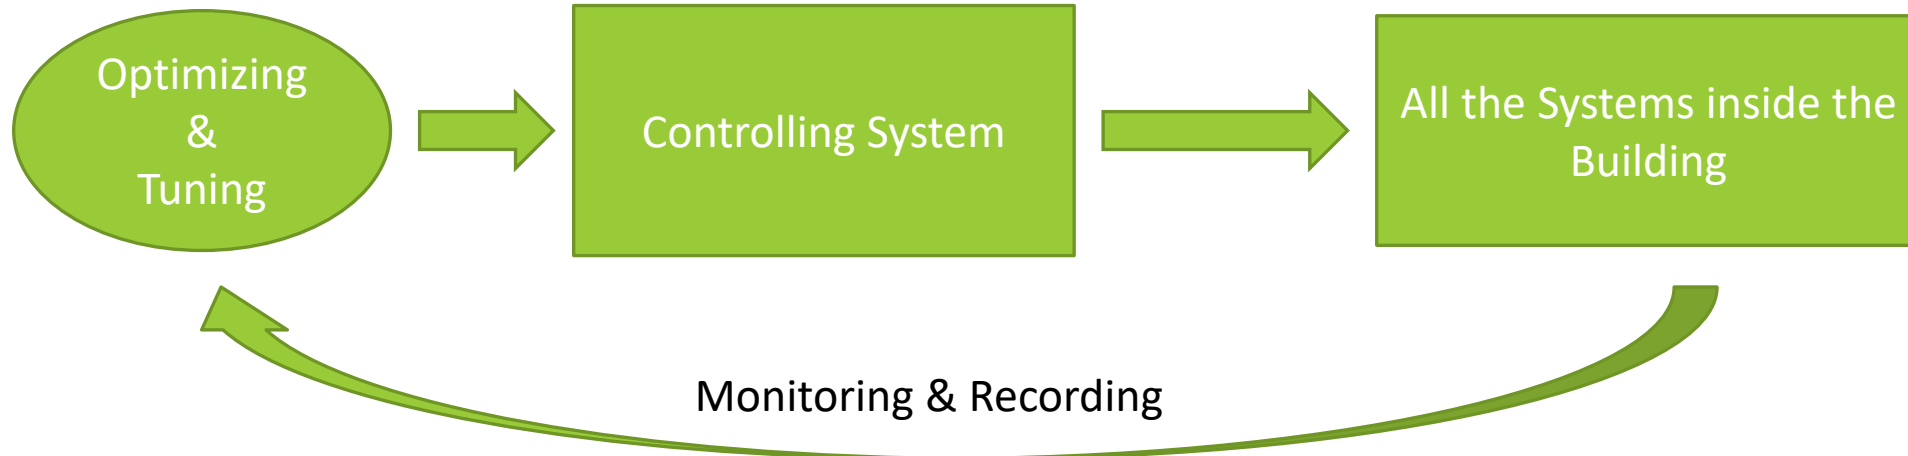 Optimizing
&
Tuning
Controlling System
All the Systems inside the
Building
Monitoring & Recording